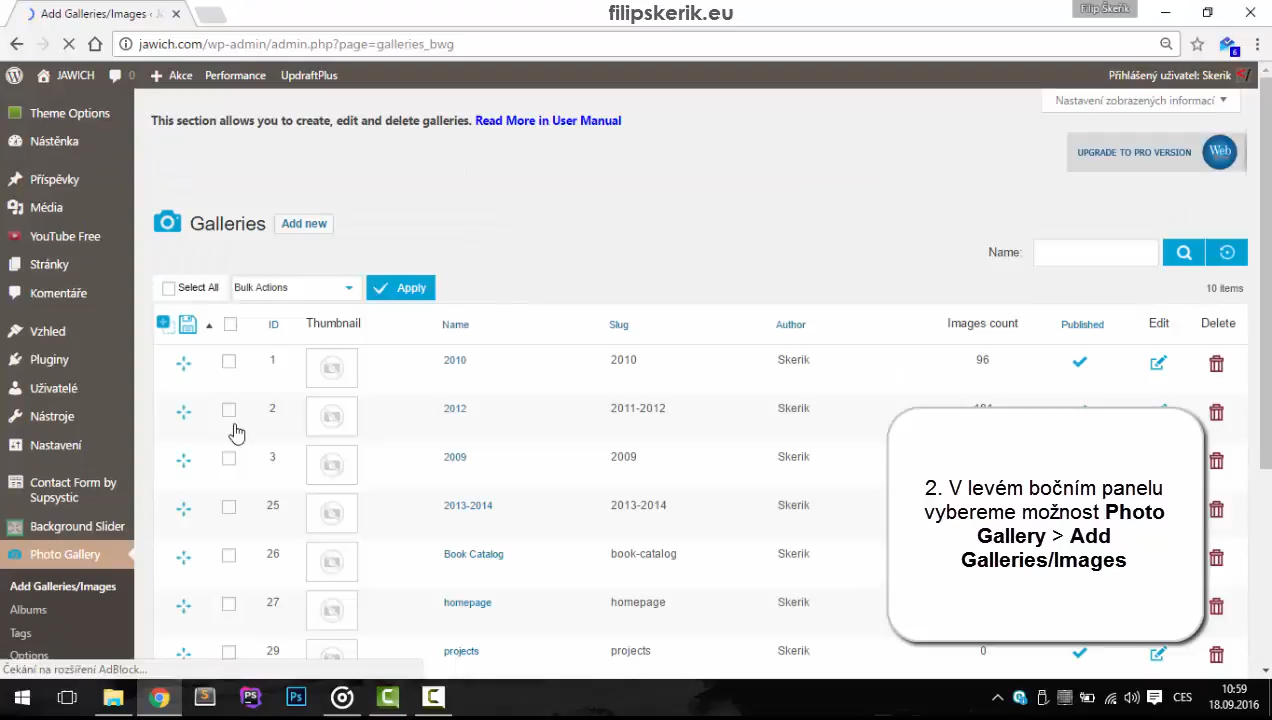 filipskerik.eu
Filip Škeřík
Add Galleries/Images ‹ J
jawich.com/wp-admin/admin.php?page=galleries_bwg
6
JAWICH 0 Akce Performance UpdraftPlus Přihlášený uživatel: Skerik
Nastavení zobrazených informací
Theme Options
Nástěnka
Příspěvky
Média
YouTube Free
Stránky
Komentáře
Vzhled
Pluginy
Uživatelé
Nástroje
Nastavení
Contact Form by
Supsystic
Background Slider
Photo Gallery
Add Galleries/Images
Albums
Tags
Options
This section allows you to create, edit and delete galleries. Read More in User Manual
UPGRADE TO PRO VERSION Web
Galleries Add new
Name:
Select All Bulk Actions Apply 10 items
ID Thumbnail Name Slug Author Images count Published Edit Delete
1 2010 2010 Skerik 96
2 2012 2011-2012 Skerik
3 2009 2009 Skerik
25 2013-2014 2013-2014 Skerik
26 Book Catalog book-catalog Skerik
27 homepage homepage Skerik
29 projects projects Skerik 0
2. V levém bočním panelu
vybereme možnost Photo
Gallery > Add
Galleries/Images
Čekání na rozšíření AdBlock...
Ps
CES
10:59
18.09.2016